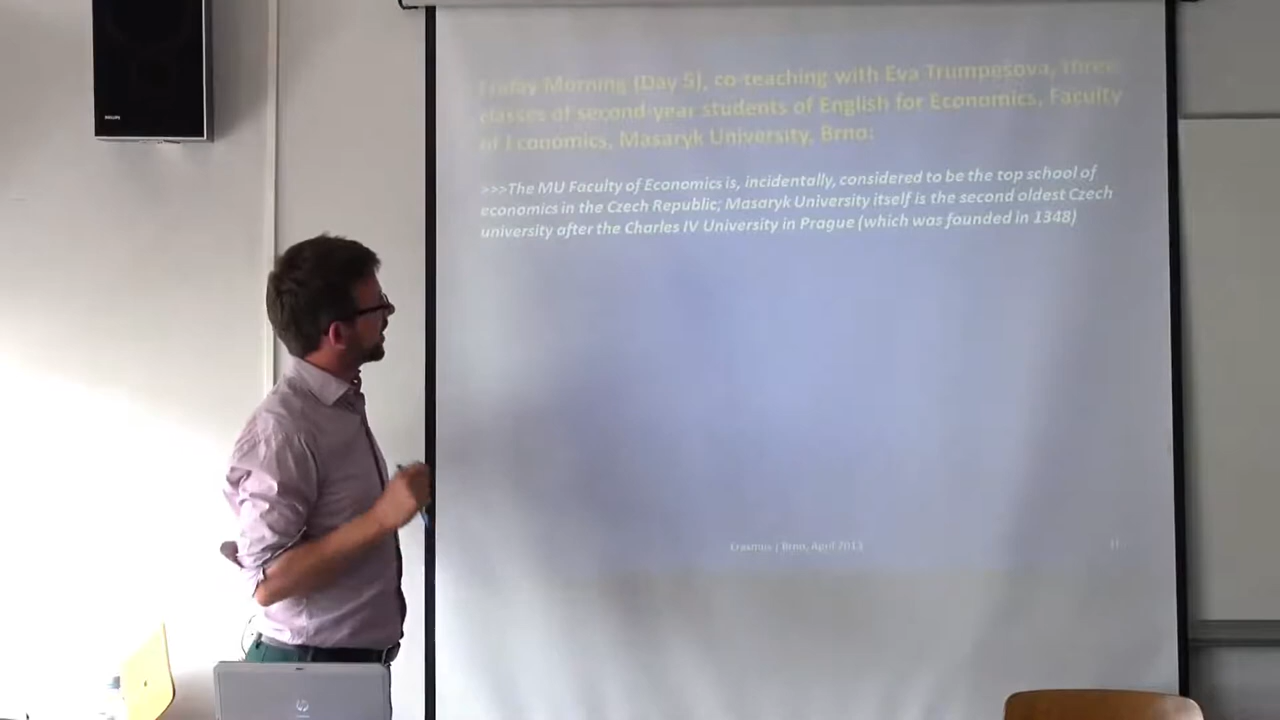 PHILIPS
Friday Morning (Day 5), co-teaching with Eva Trumpesova, three
classes of second-year students of English for Economics, Faculty
of Economics, Masaryk University, Brno:
>>>The MU Faculty of Economics is, incidentally, considered to be the top school of
economics in the Czech Republic; Masaryk University itself is the second oldest Czech
university after the Charles IV University in Prague (which was founded in 1348)
Erasmus | Brno, April 2013
hp